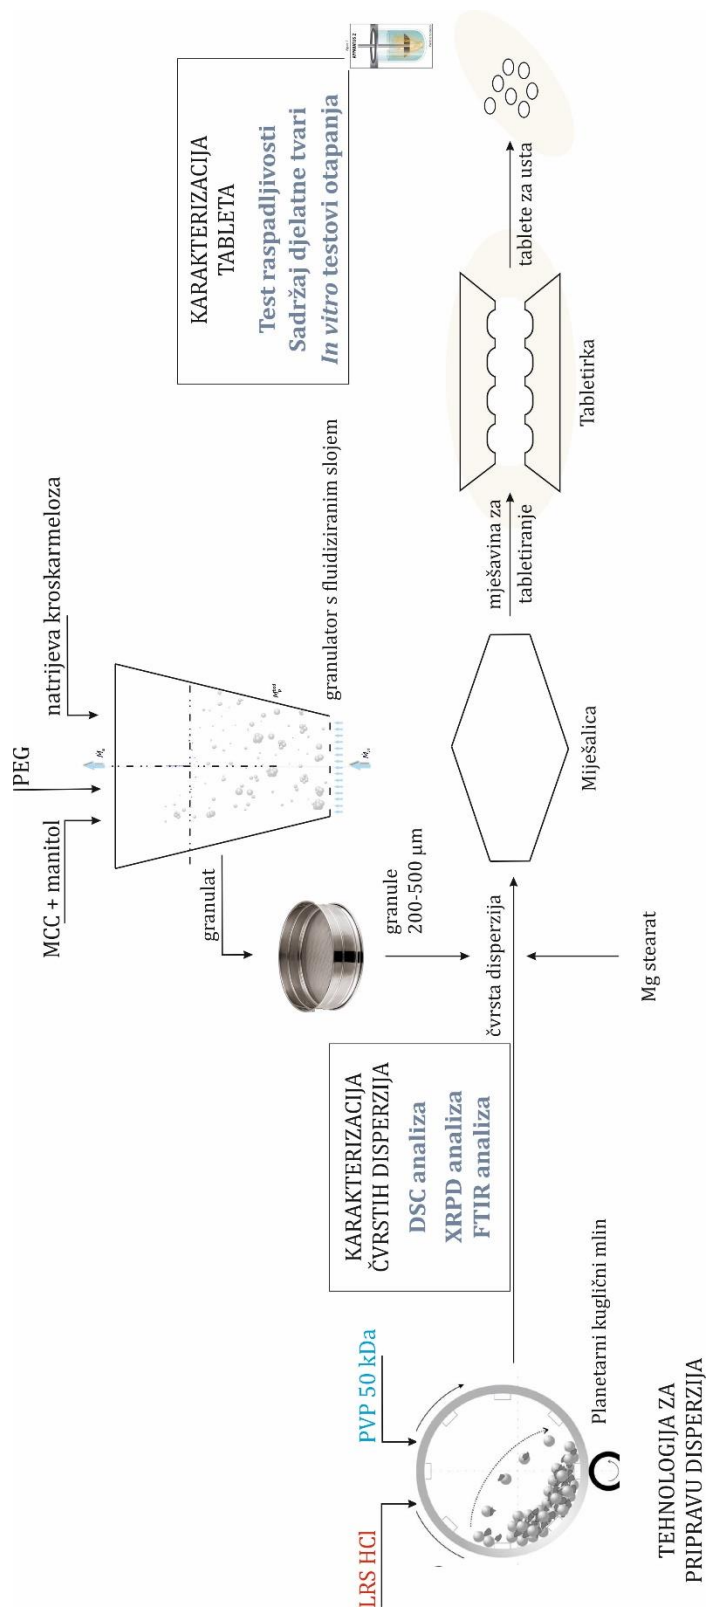 LRS HCl
PVP 50 kDa
Planetarni kuglični mlin
TEHNOLOGIJA ZA
PRIPRAVU DISPERZIJA
KARAKTERIZACIJA
ČVRSTIH DISPERZIJA
DSC analiza
XRPD analiza
FTIR analiza
MCC + manitol
PEG
natrijeva kroskarmeloza
granulator s fluidiziranim slojem
granulat
granule
200-500 μm
čvrsta disperzija
Mg stearat
Miješalica
mješavina za
tabletiranje
Tabletirka
tablete za usta
KARAKTERIZACIJA
TABLETA
Test raspadljivosti
Sadržaj djelatne tvari
In vitro testovi otapanja